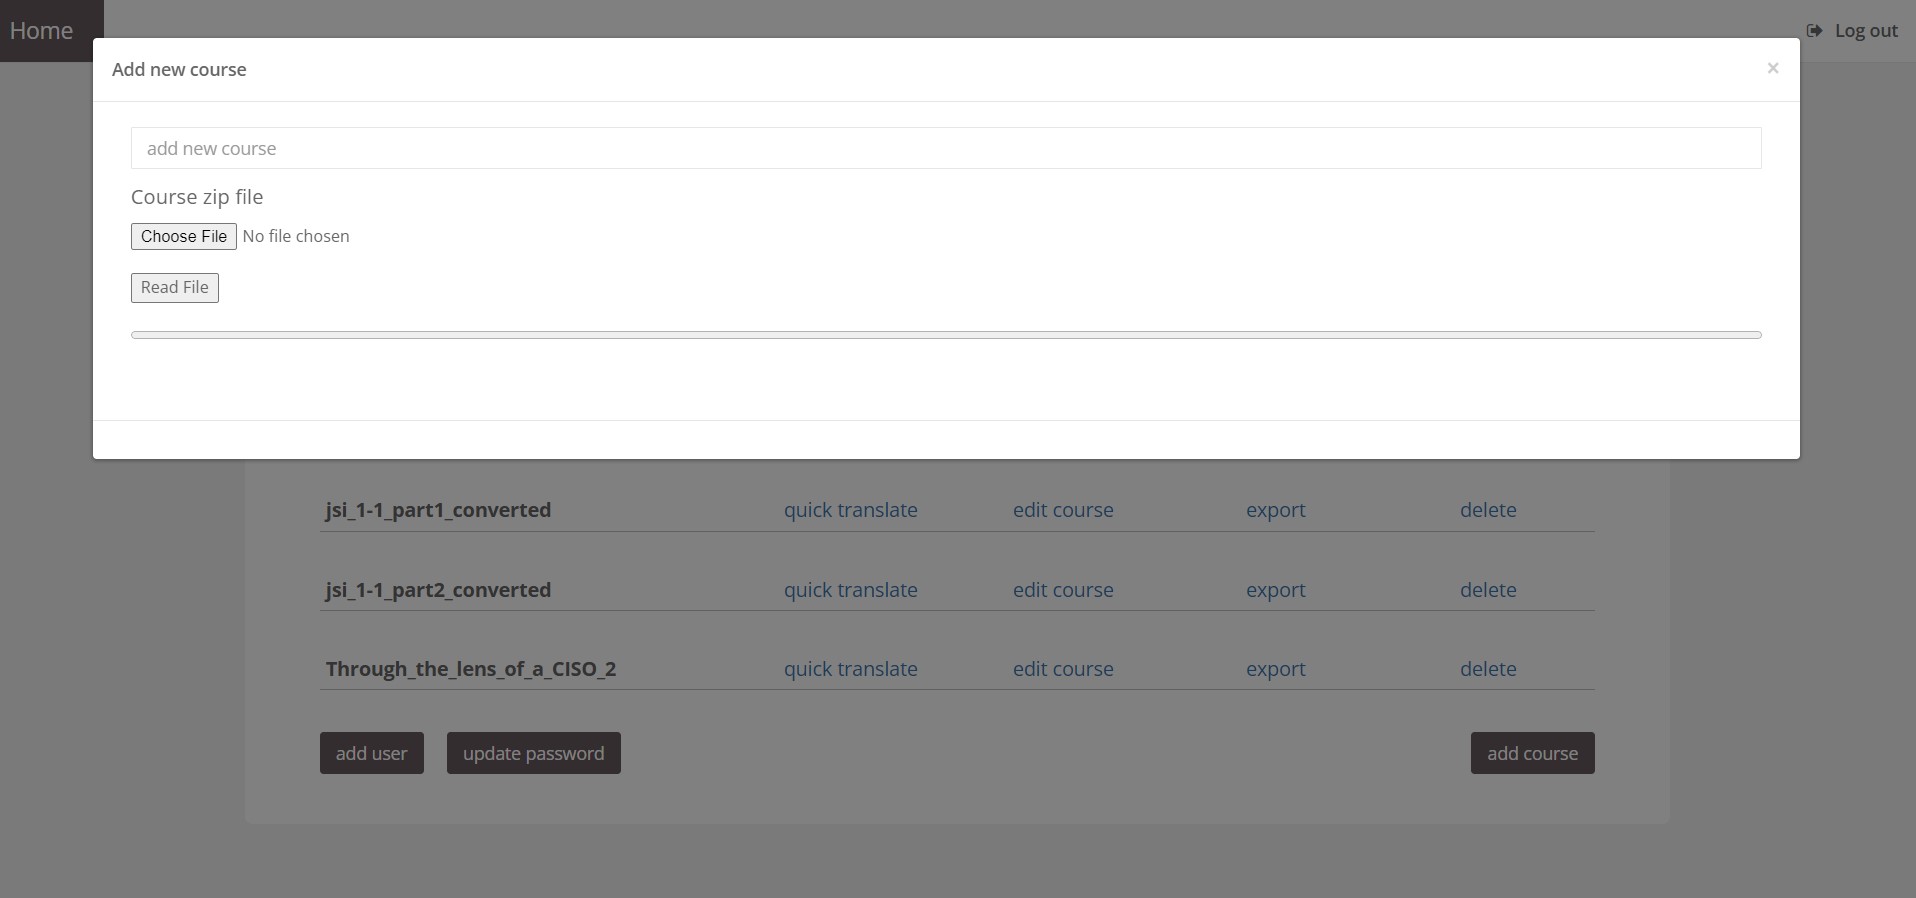 Home
Log out
Add new course
×
add new course
Course zip file
Choose File No file chosen
Read File
jsi_1-1_part1_converted quick translate edit course export delete
jsi_1-1_part2_converted quick translate edit course export delete
Through_the_lens_of_a_CISO_2 quick translate edit course export delete
add user update password add course